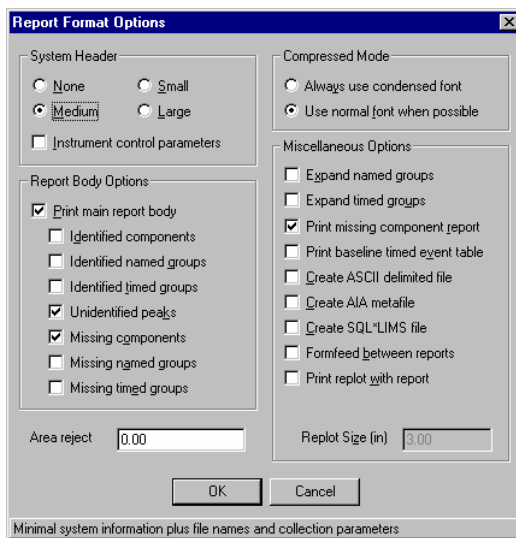 Report Format Options
System Header
None
Small
Medium
Large
Instrument control parameters
Report Body Options
Print main report body
Identified components
Identified named groups
Identified timed groups
Unidentified peaks
Missing components
Missing named groups
Missing timed groups
Area reject
0.00
Compressed Mode
Always use condensed font
Use normal font when possible
Miscellaneous Options
Expand named groups
Expand timed groups
Print missing component report
Print baseline timed event table
Create ASCII delimited file
Create AIA metafile
Create SQL*LIMS file
Formfeed between reports
Print replot with report
Replot Size (in)
3.00
OK
Cancel
Minimal system information plus file names and collection parameters